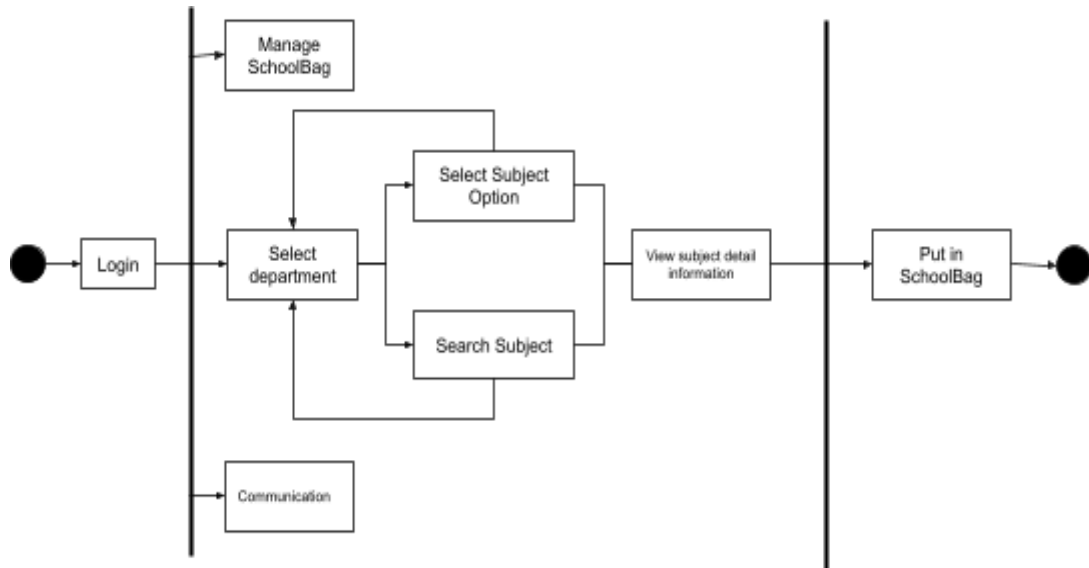 Manage
SchoolBag
Select Subject
Option
Login
Select
department
View subject detail
information
Put in
SchoolBag
Search Subject
Communication